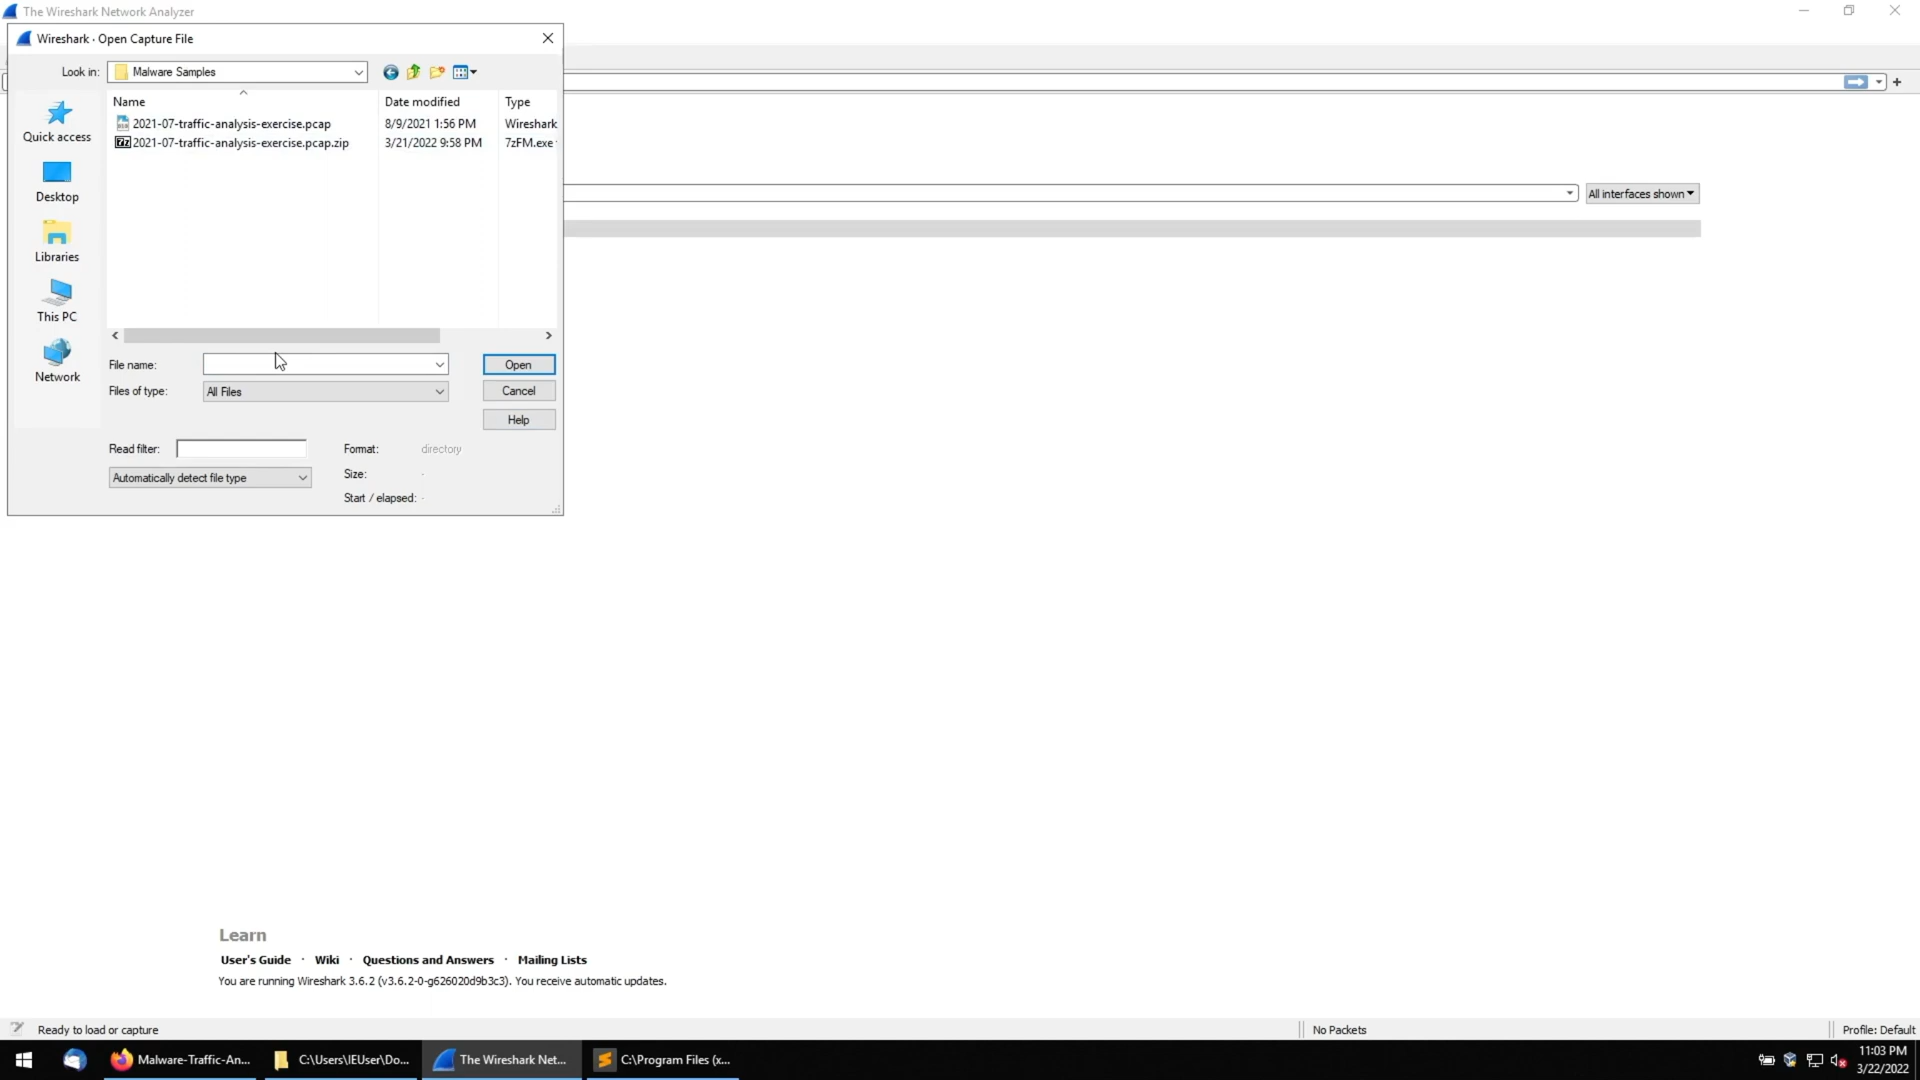 The Wireshark Network Analyzer
Wireshark · Open Capture File
Look in: Malware Samples
Name Date modified Type
2021-07-traffic-analysis-exercise.pcap 8/9/2021 1:56 PM Wireshark
2021-07-traffic-analysis-exercise.pcap.zip 3/21/2022 9:58 PM 7zFM.exe
Quick access
Desktop
Libraries
This PC
Network
File name: Open
Files of type: All Files Cancel
Help
Read filter: Format: directory
Automatically detect file type Size: -
Start / elapsed: -
All interfaces shown
Learn
User's Guide · Wiki · Questions and Answers · Mailing Lists
You are running Wireshark 3.6.2 (v3.6.2-0-g626020d9b3c3). You receive automatic updates.
Ready to load or capture No Packets Profile: Default
Malware-Traffic-An... C:\Users\IEUser\Do... The Wireshark Net... C:\Program Files (x... 11:03 PM
3/22/2022